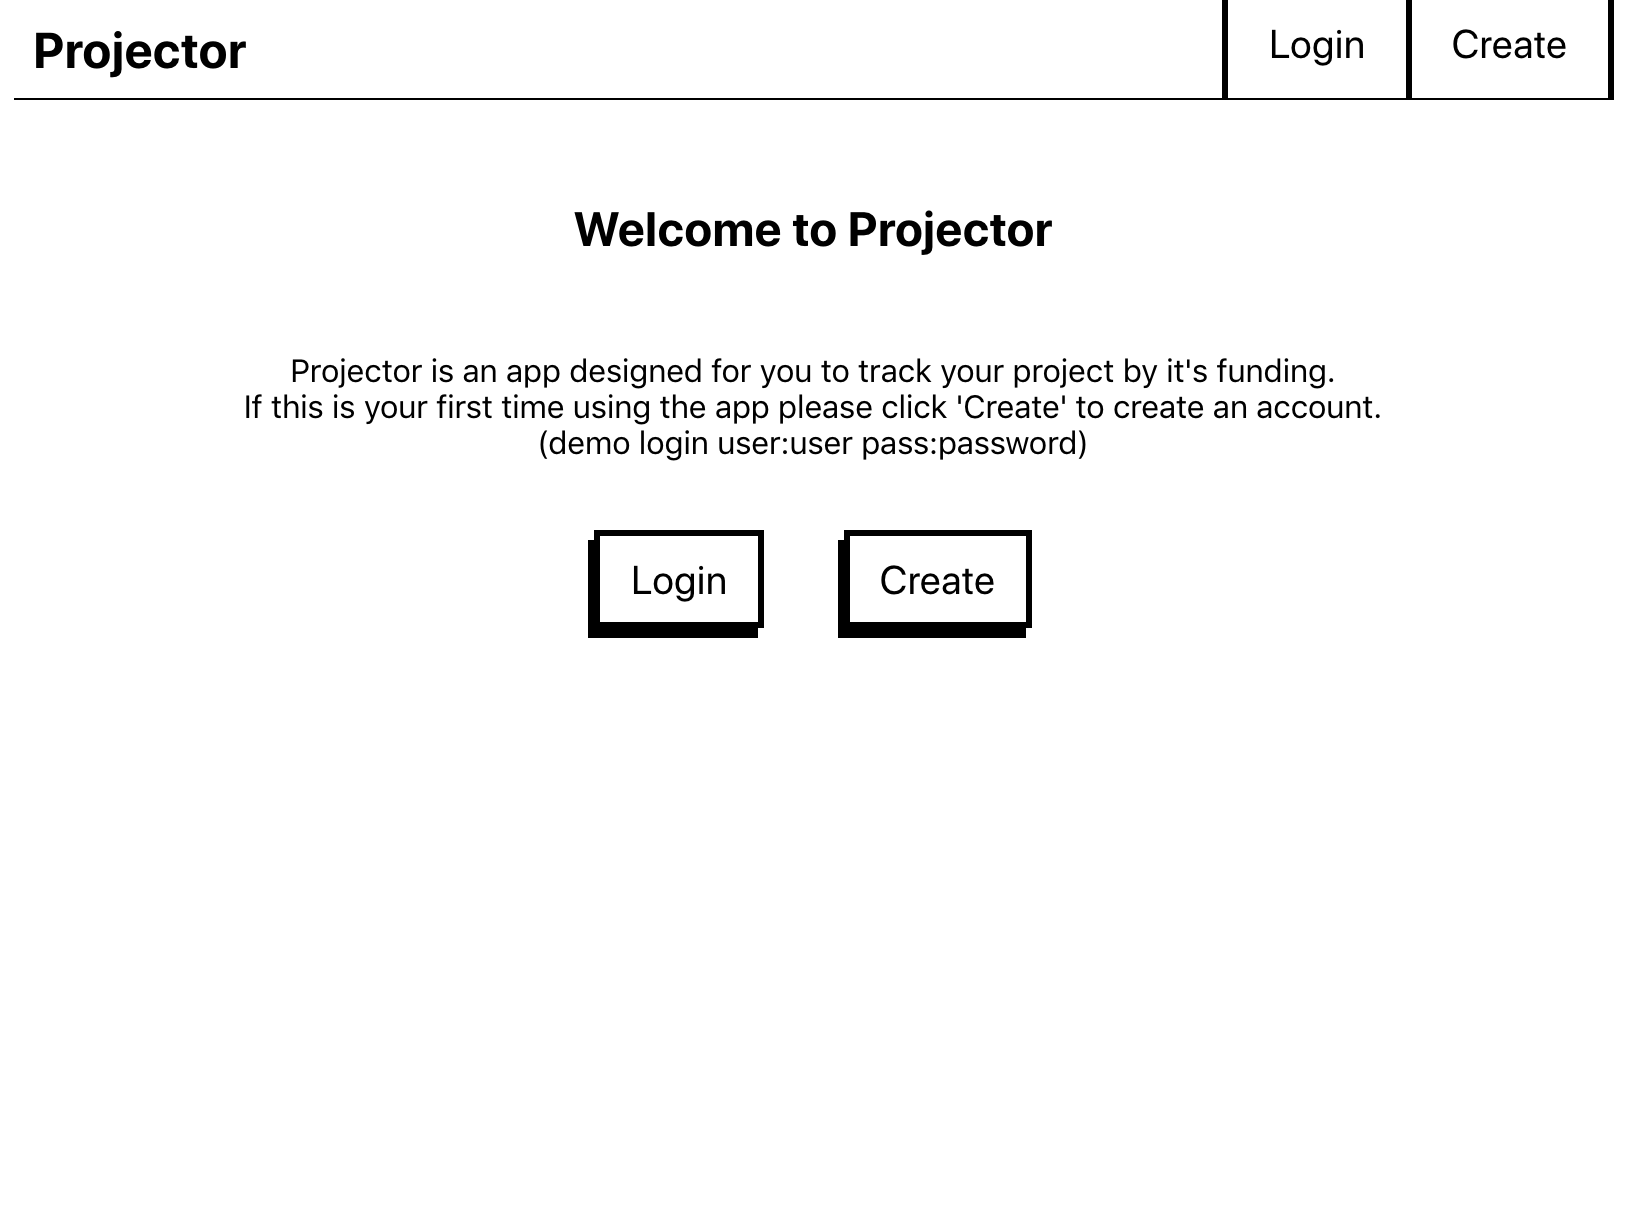 Projector
Login
Create
Welcome to Projector
Projector is an app designed for you to track your project by it's funding.
If this is your first time using the app please click 'Create' to create an account.
(demo login user:user pass:password)
Login
Create